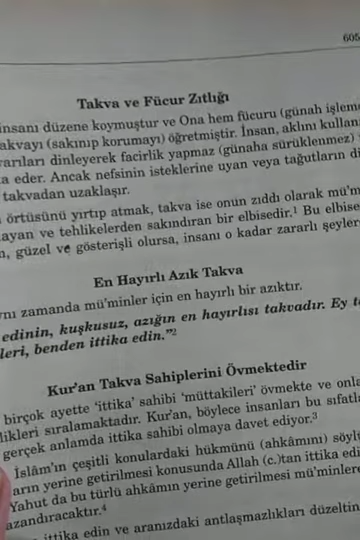 605
Takva ve Fücur Zıtlığı
insanı düzene koymuştur ve Ona hem fücuru (günah işlem
akvayı (sakınıp korumayı) öğretmiştir. İnsan, aklını kullan
arıları dinleyerek facirlik yapmaz (günaha sürüklenmez)
a eder. Ancak nefsinin isteklerine uyan veya tağutların di
takvadan uzaklaşır.
örtüsünü yırtıp atmak, takva ise onun zıddı olarak mü'm
ayan ve tehlikelerden sakındıran bir elbisedir.¹ Bu elbise
n, güzel ve gösterişli olursa, insanı o kadar zararlı şeyler
En Hayırlı Azık Takva
nı zamanda mü'minler için en hayırlı bir azıktır.
edinin, kuşkusuz, azığın en hayırlısı takvadır. Ey t
leri, benden ittika edin."²
Kur'an Takva Sahiplerini Övmektedir
birçok ayette 'ittika' sahibi 'müttakileri' övmekte ve onla
likleri sıralamaktadır. Kur'an, böylece insanları bu sıfatla
gerçek anlamda ittika sahibi olmaya davet ediyor.³
İslâm'ın çeşitli konulardaki hükmünü (ahkâmını) söyl
arın yerine getirilmesi konusunda Allah (c.)tan ittika edi
Yahut da bu türlü ahkâmın yerine getirilmesi mü'minlere
azandıracaktır.⁴
ittika edin ve aranızdaki antlaşmazlıkları düzeltin